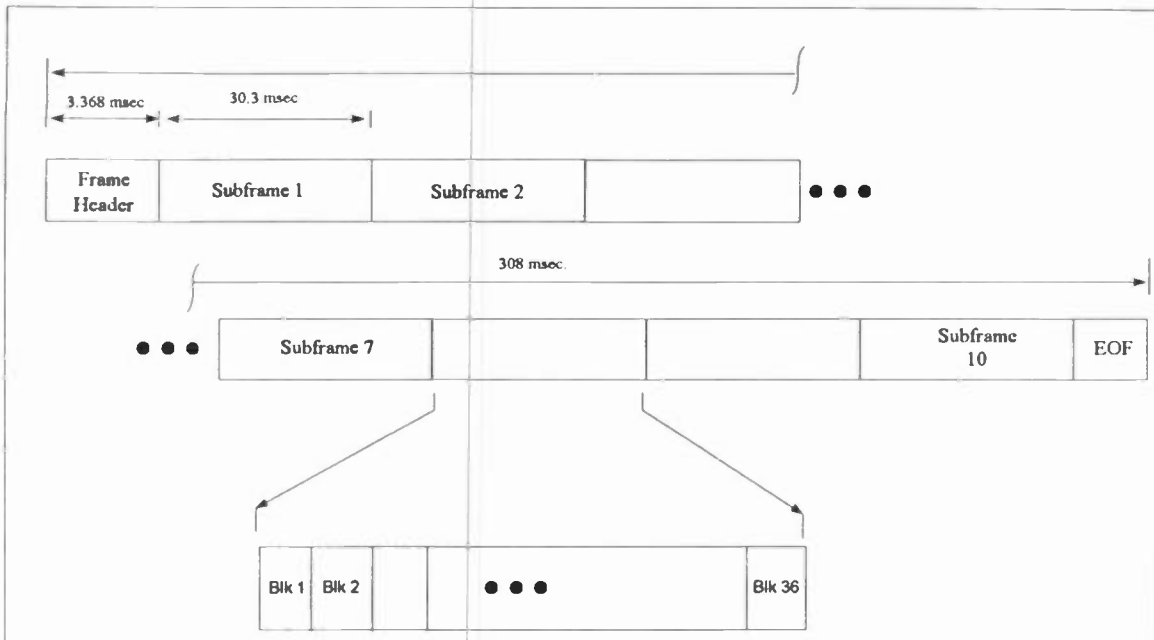 3.368 msec 30.3 msec
Frame
Header
Subframe 1
Subframe 2
308 msec.
Subframe 7
Subframe
10
EOF
Blk 1
Blk 2
Blk 36